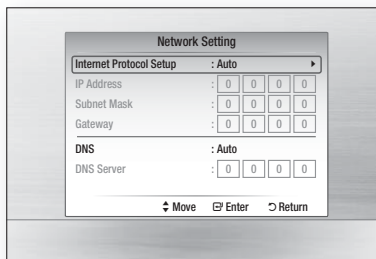 Network Setting
Internet Protocol Setup : Auto ▶
IP Address : 0 0 0 0
Subnet Mask : 0 0 0 0
Gateway : 0 0 0 0
DNS : Auto
DNS Server : 0 0 0 0
Move Enter Return